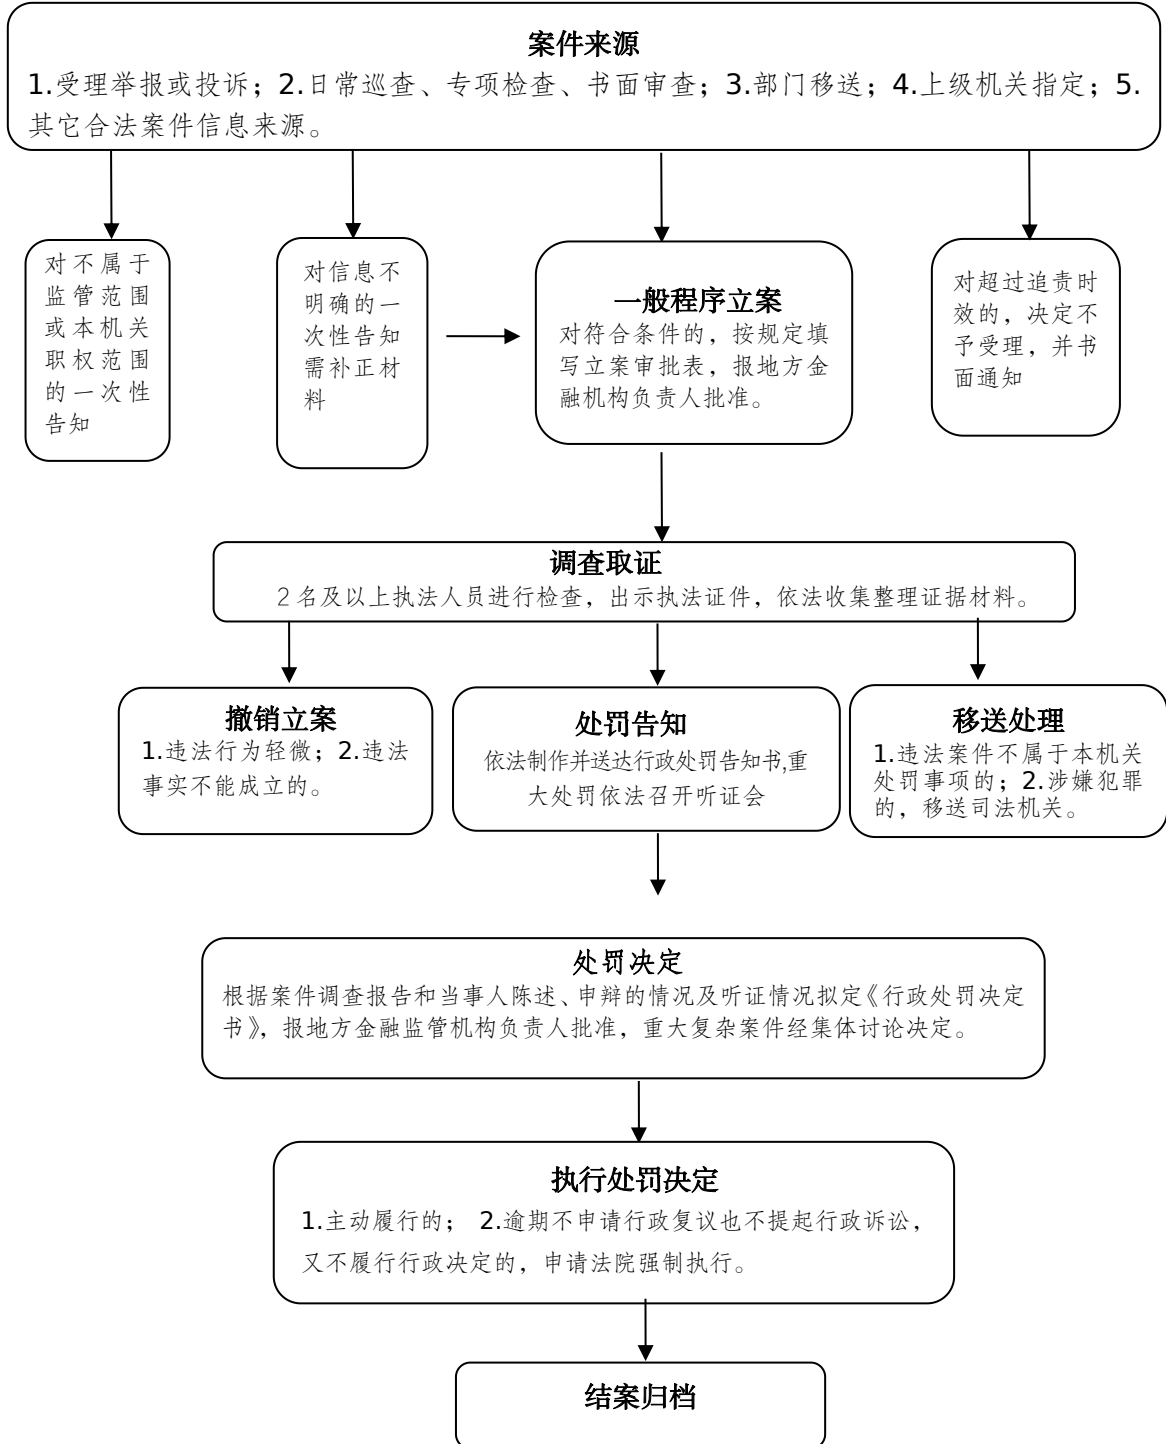 案件来源
1.受理举报或投诉；2.日常巡查、专项检查、书面审查；3.部门移送；4.上级机关指定；5.
其它合法案件信息来源。
对不属于
监管范围
或本机关
职权范围
的一次性
告知
对信息不
明确的一
次性告知
需补正材
料
一般程序立案
对符合条件的，按规定填
写立案审批表，报地方金
融机构负责人批准。
对超过追责时
效的，决定不
予受理，并书
面通知
调查取证
2名及以上执法人员进行检查，出示执法证件，依法收集整理证据材料。
撤销立案
1.违法行为轻微；2.违法
事实不能成立的。
处罚告知
依法制作并送达行政处罚告知书,重
大处罚依法召开听证会
移送处理
1.违法案件不属于本机关
处罚事项的；2.涉嫌犯罪
的，移送司法机关。
处罚决定
根据案件调查报告和当事人陈述、申辩的情况及听证情况拟定《行政处罚决定
书》，报地方金融监管机构负责人批准，重大复杂案件经集体讨论决定。
执行处罚决定
1.主动履行的； 2.逾期不申请行政复议也不提起行政诉讼，
又不履行行政决定的，申请法院强制执行。
结案归档